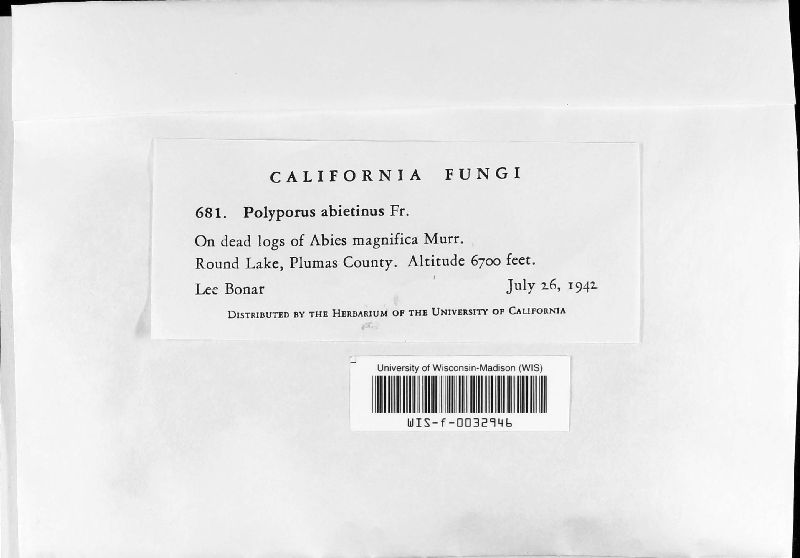 CALIFORNIA FUNGI
681. Polyporus abietinus Fr.
On dead logs of Abies magnifica Murr.
Round Lake, Plumas County. Altitude 6700 feet.
Lee Bonar July 26, 1942
DISTRIBUTED BY THE HERBARIUM OF THE UNIVERSITY OF CALIFORNIA
University of Wisconsin-Madison (WIS)
WIS-f-0032946